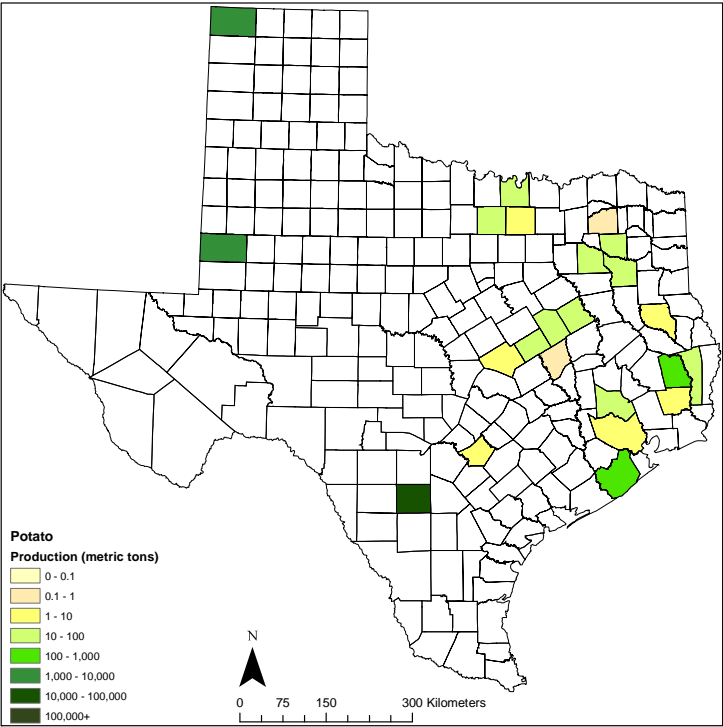 Potato
Production (metric tons)
0 - 0.1
0.1 - 1
1 - 10
10 - 100
100 - 1,000
1,000 - 10,000
10,000 - 100,000
100,000+
N
0 75 150 300 Kilometers